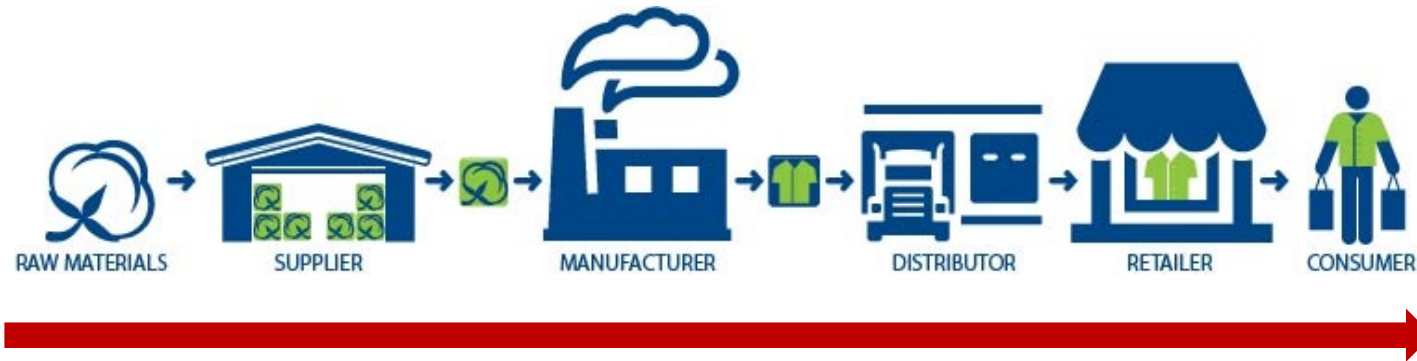 RAW MATERIALS
SUPPLIER
MANUFACTURER
DISTRIBUTOR
RETAILER
CONSUMER